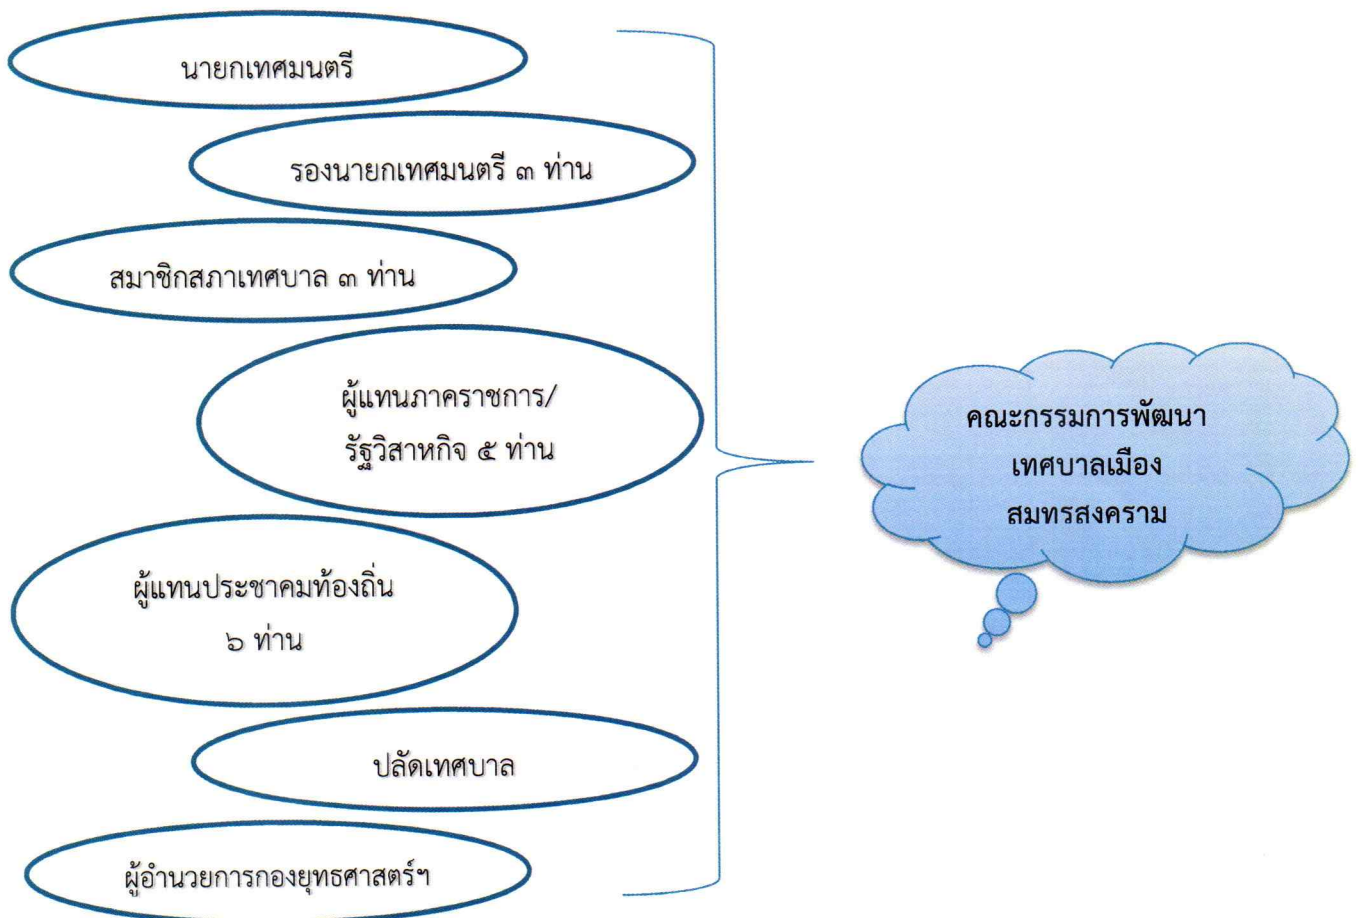 นายกเทศมนตรี
รองนายกเทศมนตรี ๓ ท่าน
สมาชิกสภาเทศบาล ๓ ท่าน
ผู้แทนภาคราชการ/
รัฐวิสาหกิจ ๕ ท่าน
ผู้แทนประชาคมท้องถิ่น
๖ ท่าน
ปลัดเทศบาล
ผู้อำนวยการกองยุทธศาสตร์ฯ
คณะกรรมการพัฒนา
เทศบาลเมือง
สมทรสงคราม